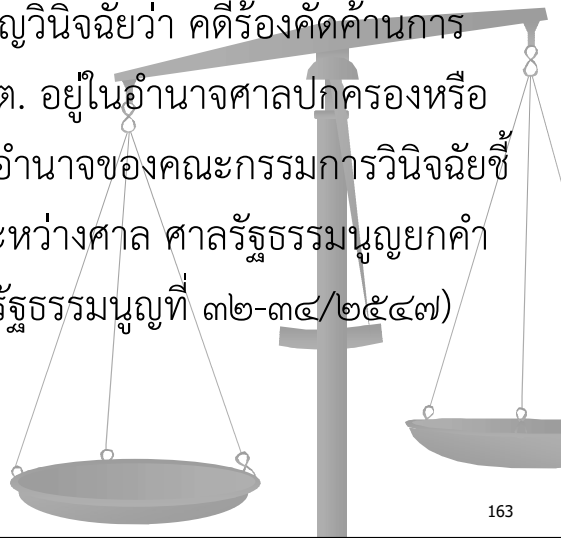 ญวินิจฉัยว่า คดีร้องคัดค้านการ
ต. อยู่ในอำนาจศาลปกครองหรือ
อำนาจของคณะกรรมการวินิจฉัยชี้
ะหว่างศาล ศาลรัฐธรรมนูญยกคำ
รัฐธรรมนูญที่ ๓๒-๓๔/๒๕๔๗)
163